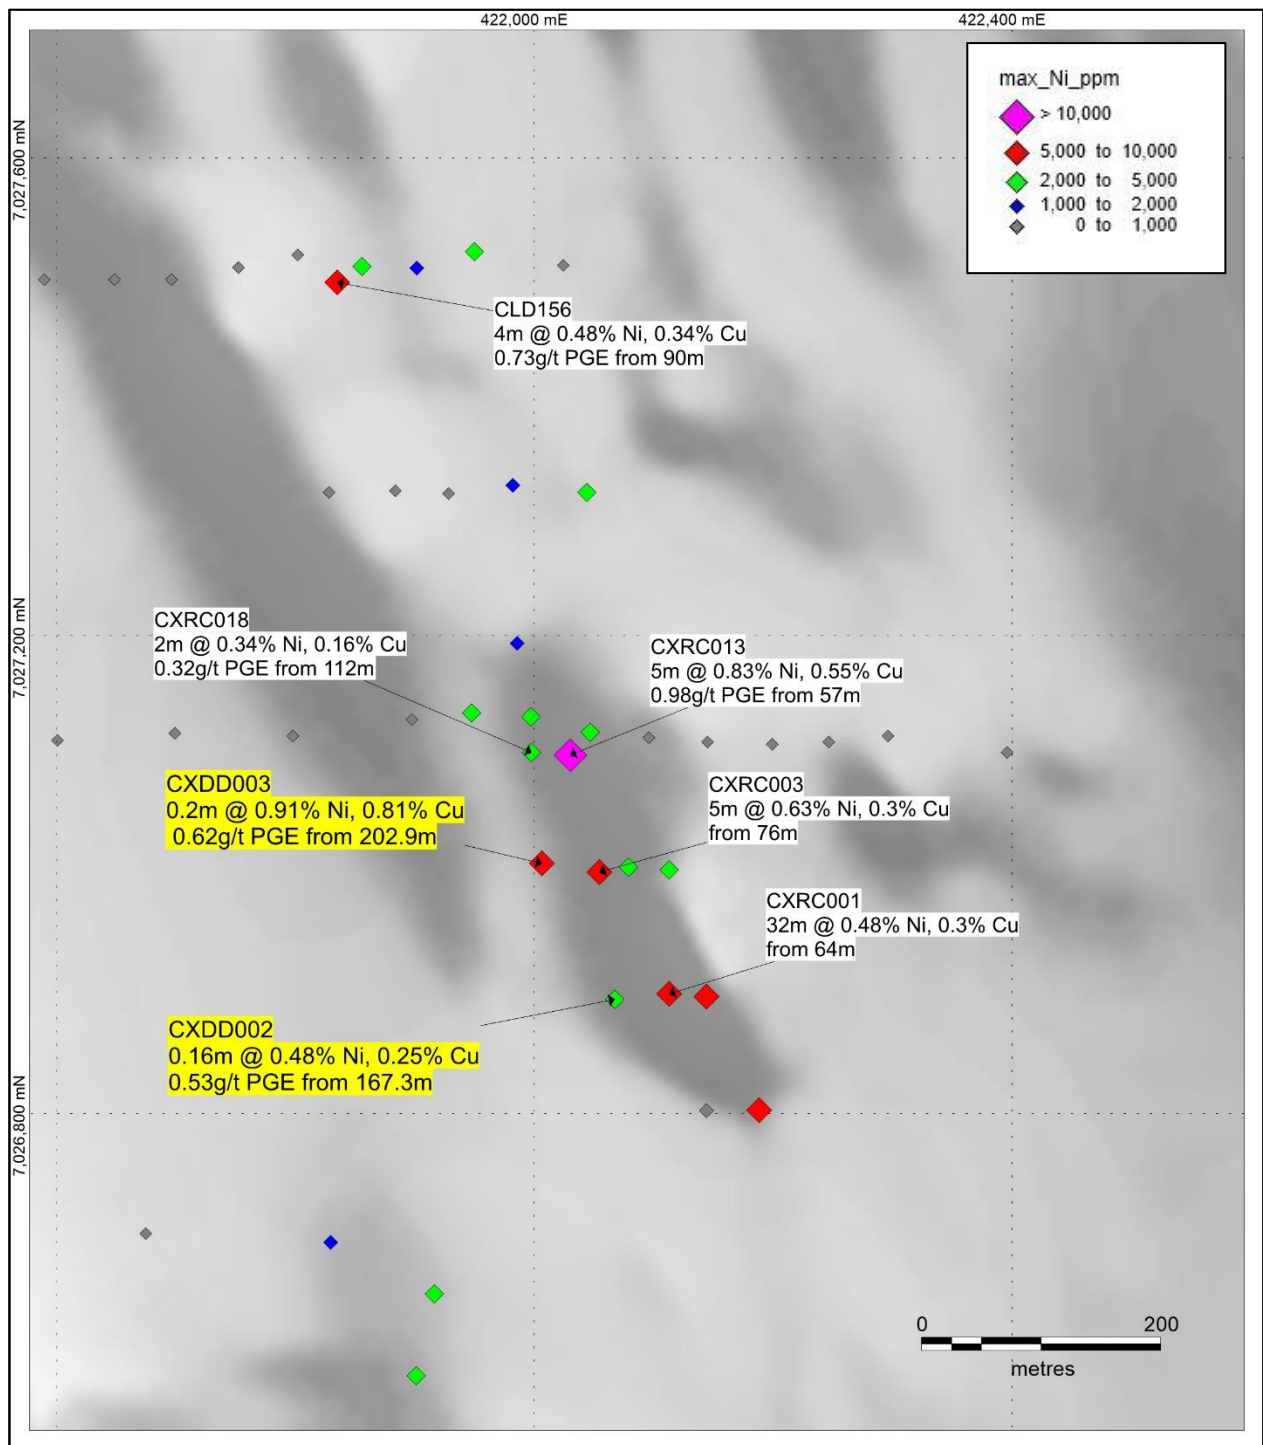 422,000 mE
422,400 mE
max_Ni_ppm
> 10,000
5,000 to 10,000
2,000 to 5,000
1,000 to 2,000
0 to 1,000
7,027,600 mN
CLD156
4m @ 0.48% Ni, 0.34% Cu
0.73g/t PGE from 90m
7,027,200 mN
CXRC018
2m @ 0.34% Ni, 0.16% Cu
0.32g/t PGE from 112m
CXRC013
5m @ 0.83% Ni, 0.55% Cu
0.98g/t PGE from 57m
CXDD003
0.2m @ 0.91% Ni, 0.81% Cu
0.62g/t PGE from 202.9m
CXRC003
5m @ 0.63% Ni, 0.3% Cu
from 76m
CXRC001
32m @ 0.48% Ni, 0.3% Cu
from 64m
CXDD002
0.16m @ 0.48% Ni, 0.25% Cu
0.53g/t PGE from 167.3m
7,026,800 mN
0 200
metres